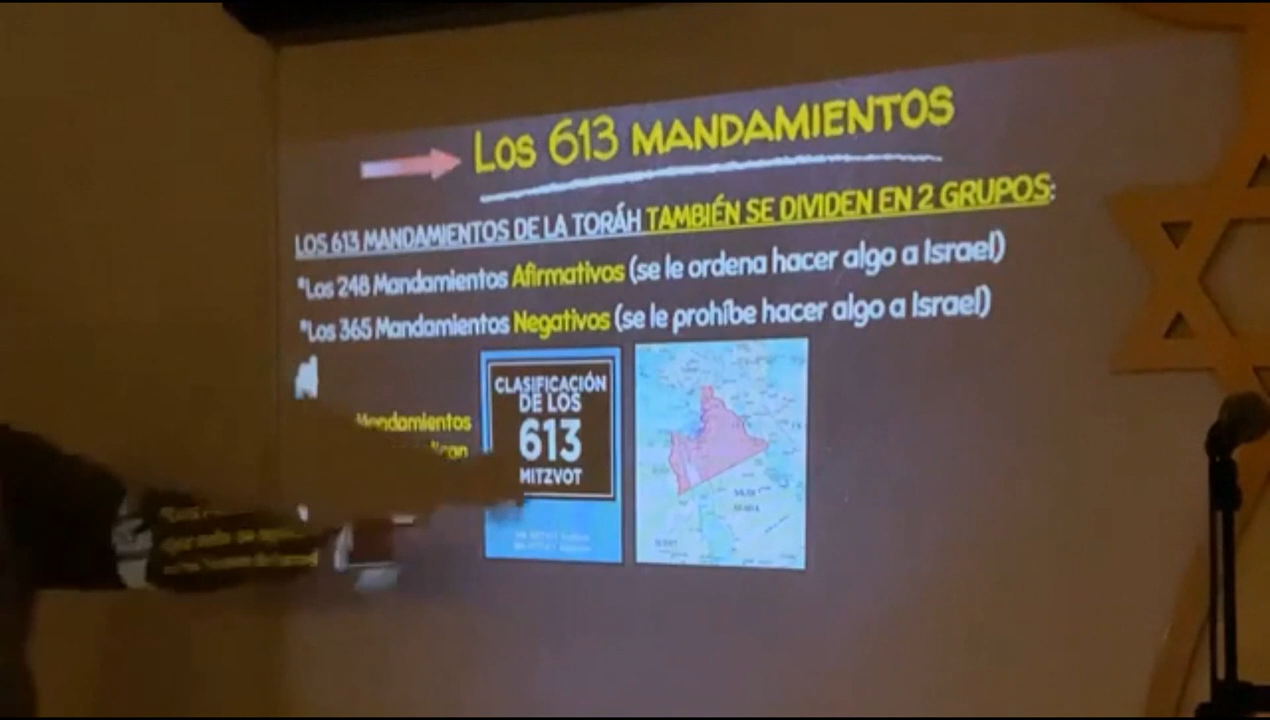 Los 613 MANDAMIENTOS
LOS 613 MANDAMIENTOS DE LA TORÁH TAMBIÉN SE DIVIDEN EN 2 GRUPOS:
*Los 248 Mandamientos Afirmativos (se le ordena hacer algo a Israel)
*Los 365 Mandamientos Negativos (se le prohíbe hacer algo a Israel)
Mandamientos
CLASIFICACIÓN
DE LOS
613
MITZVOT